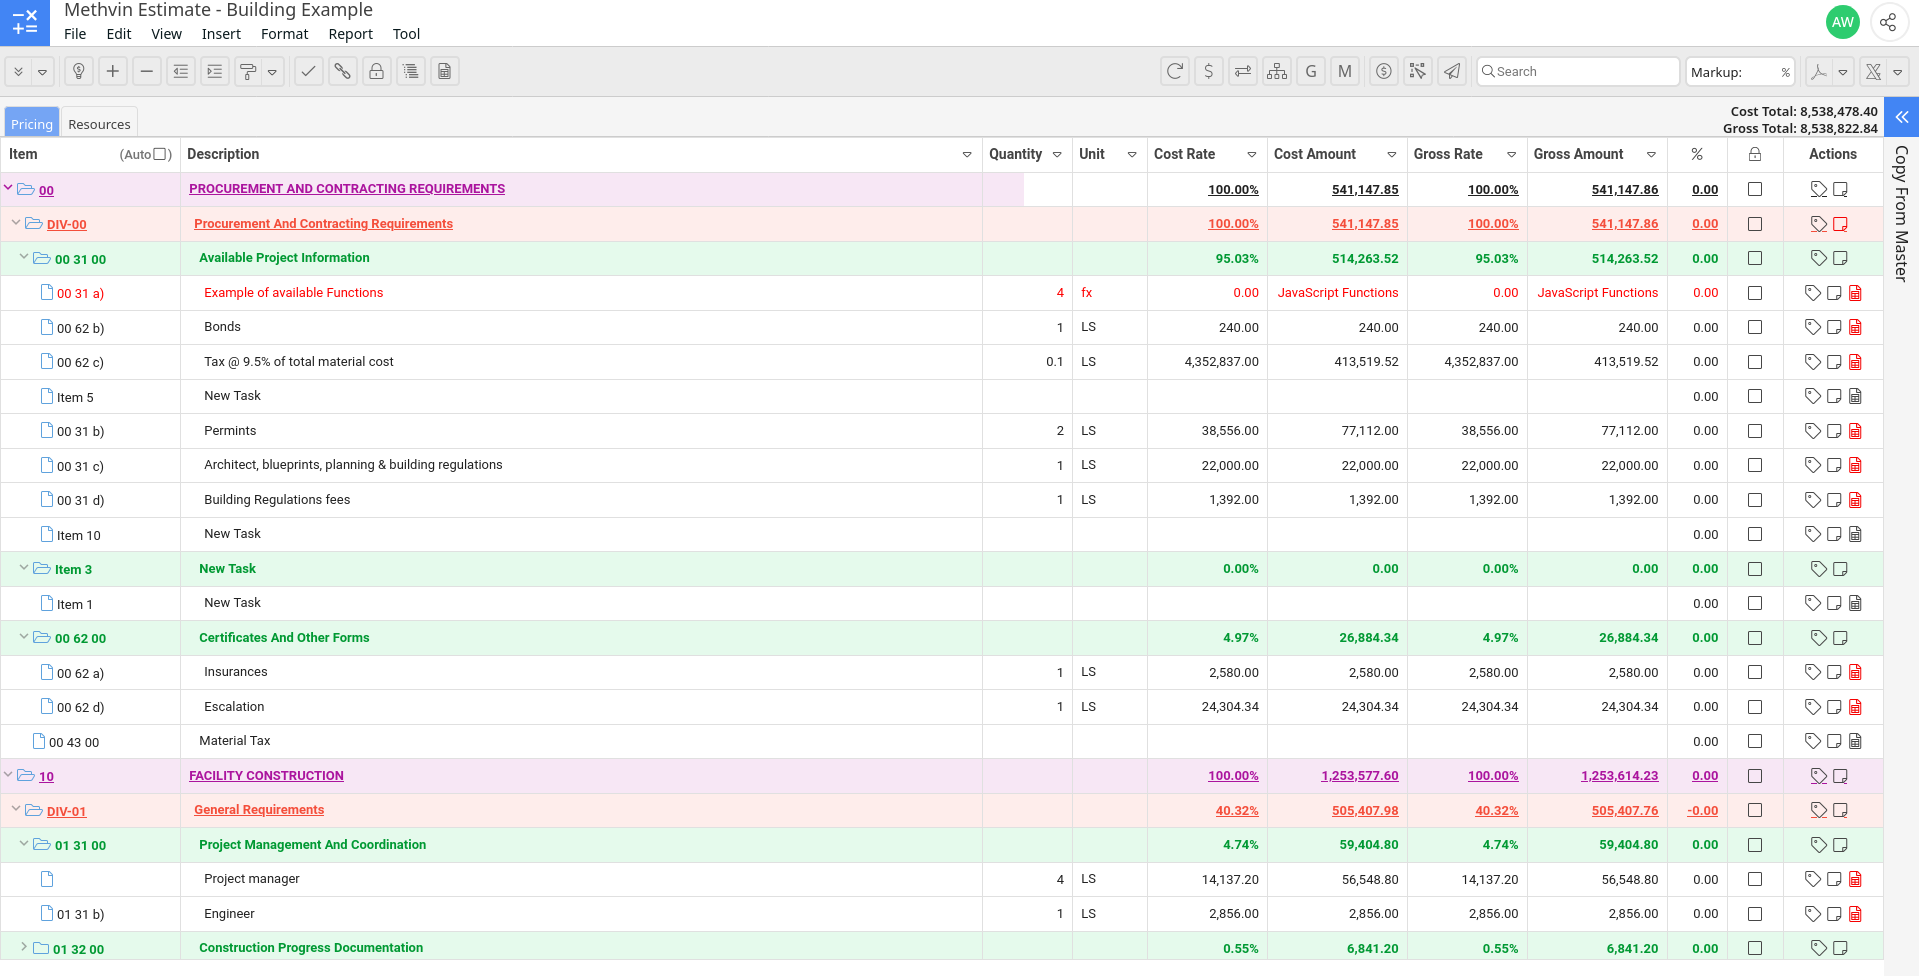 Methvin Estimate - Building Example
File Edit View Insert Format Report Tool
AW
G M Search Markup: %
Pricing Resources
Cost Total: 8,538,478.40
Gross Total: 8,538,822.84
Copy From Master
Item (Auto ) Description Quantity Unit Cost Rate Cost Amount Gross Rate Gross Amount % Actions
00 PROCUREMENT AND CONTRACTING REQUIREMENTS 100.00% 541,147.85 100.00% 541,147.86 0.00
DIV-00 Procurement And Contracting Requirements 100.00% 541,147.85 100.00% 541,147.86 0.00
00 31 00 Available Project Information 95.03% 514,263.52 95.03% 514,263.52 0.00
00 31 a) Example of available Functions 4 fx 0.00 JavaScript Functions 0.00 JavaScript Functions 0.00
00 62 b) Bonds 1 LS 240.00 240.00 240.00 240.00 0.00
00 62 c) Tax @ 9.5% of total material cost 0.1 LS 4,352,837.00 413,519.52 4,352,837.00 413,519.52 0.00
Item 5 New Task 0.00
00 31 b) Permints 2 LS 38,556.00 77,112.00 38,556.00 77,112.00 0.00
00 31 c) Architect, blueprints, planning & building regulations 1 LS 22,000.00 22,000.00 22,000.00 22,000.00 0.00
00 31 d) Building Regulations fees 1 LS 1,392.00 1,392.00 1,392.00 1,392.00 0.00
Item 10 New Task 0.00
Item 3 New Task 0.00% 0.00 0.00% 0.00 0.00
Item 1 New Task 0.00
00 62 00 Certificates And Other Forms 4.97% 26,884.34 4.97% 26,884.34 0.00
00 62 a) Insurances 1 LS 2,580.00 2,580.00 2,580.00 2,580.00 0.00
00 62 d) Escalation 1 LS 24,304.34 24,304.34 24,304.34 24,304.34 0.00
00 43 00 Material Tax 0.00
10 FACILITY CONSTRUCTION 100.00% 1,253,577.60 100.00% 1,253,614.23 0.00
DIV-01 General Requirements 40.32% 505,407.98 40.32% 505,407.76 -0.00
01 31 00 Project Management And Coordination 4.74% 59,404.80 4.74% 59,404.80 0.00
Project manager 4 LS 14,137.20 56,548.80 14,137.20 56,548.80 0.00
01 31 b) Engineer 1 LS 2,856.00 2,856.00 2,856.00 2,856.00 0.00
01 32 00 Construction Progress Documentation 0.55% 6,841.20 0.55% 6,841.20 0.00